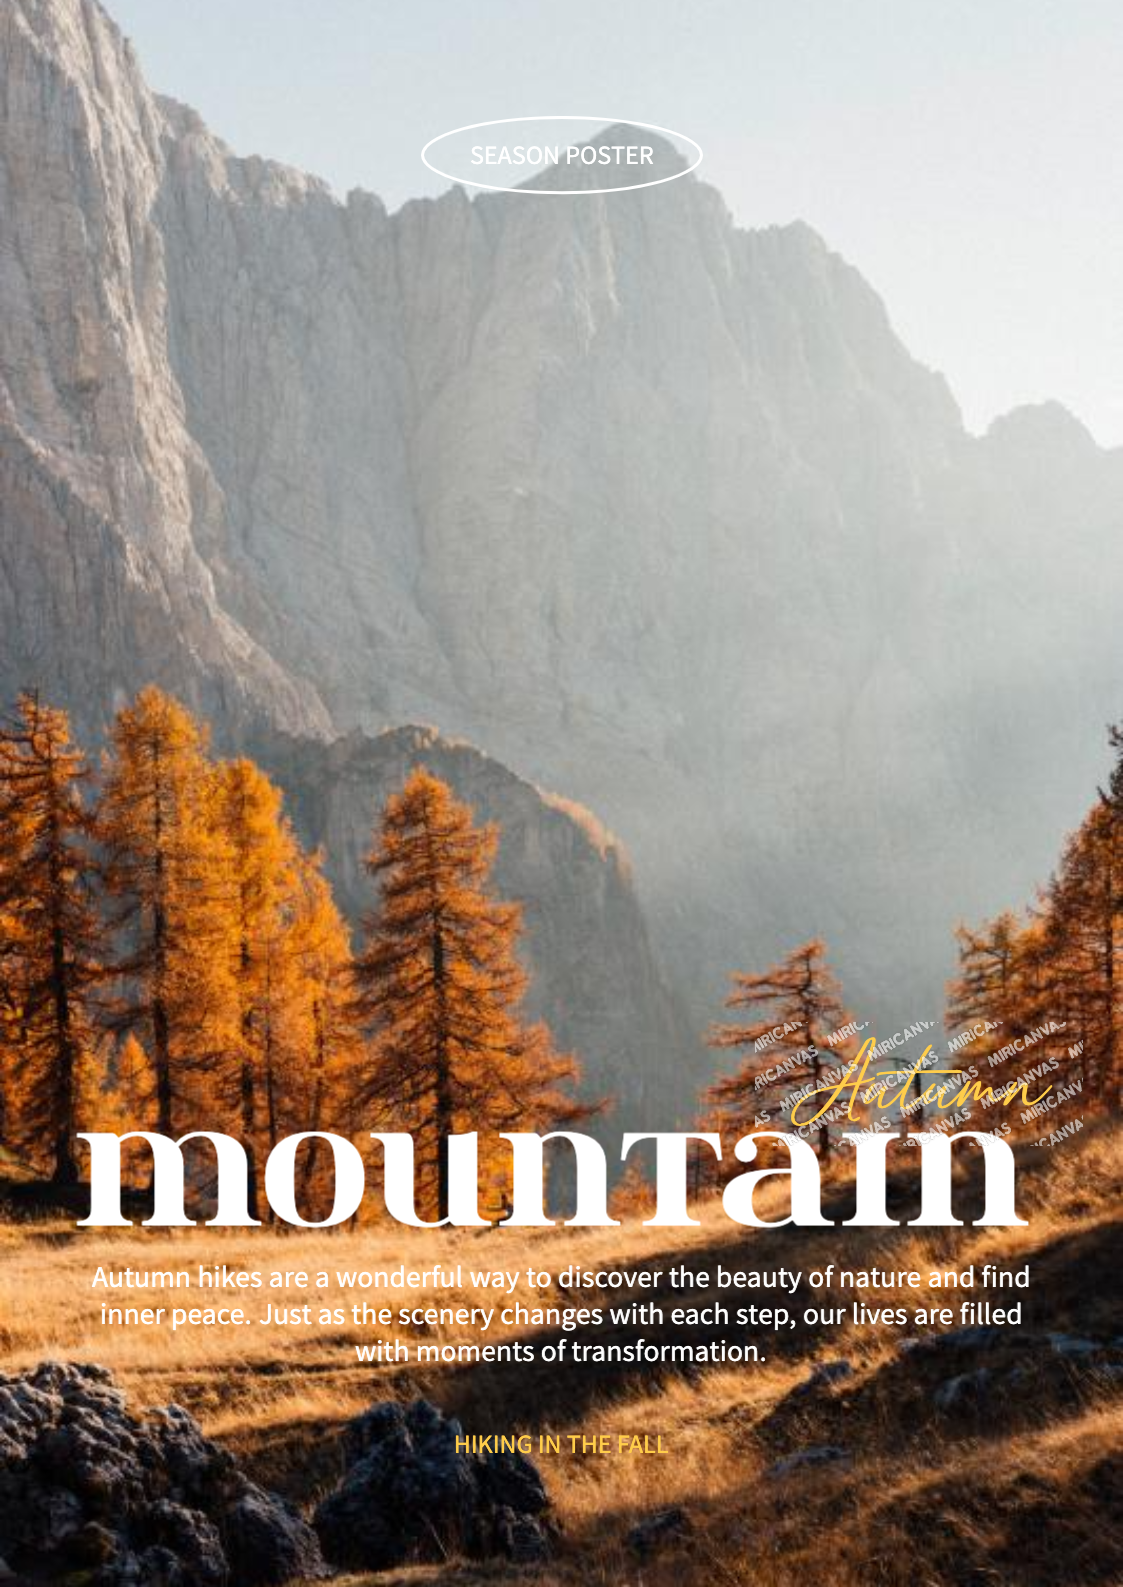 SEASON POSTER
Autumn
mountain
Autumn hikes are a wonderful way to discover the beauty of nature and find
inner peace. Just as the scenery changes with each step, our lives are filled
with moments of transformation.
HIKING IN THE FALL
MIRICANVAS